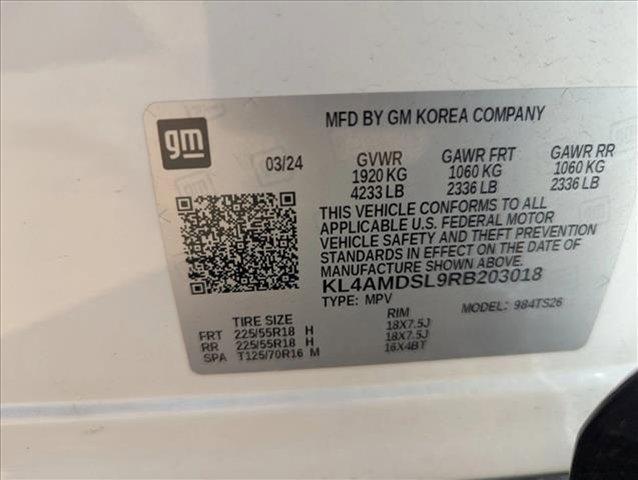 gm
MFD BY GM KOREA COMPANY
03/24 GVWR GAWR FRT GAWR RR
1920 KG 1060 KG 1060 KG
4233 LB 2336 LB 2336 LB
THIS VEHICLE CONFORMS TO ALL
APPLICABLE U.S. FEDERAL MOTOR
VEHICLE SAFETY AND THEFT PREVENTION
STANDARDS IN EFFECT ON THE DATE OF
MANUFACTURE SHOWN ABOVE.
KL4AMDSL9RB203018
TYPE: MPV MODEL: 984TS26
TIRE SIZE RIM
FRT 225/55R18 H 18X7.5J
RR 225/55R18 H 18X7.5J
SPA T125/70R16 M 16X4BT